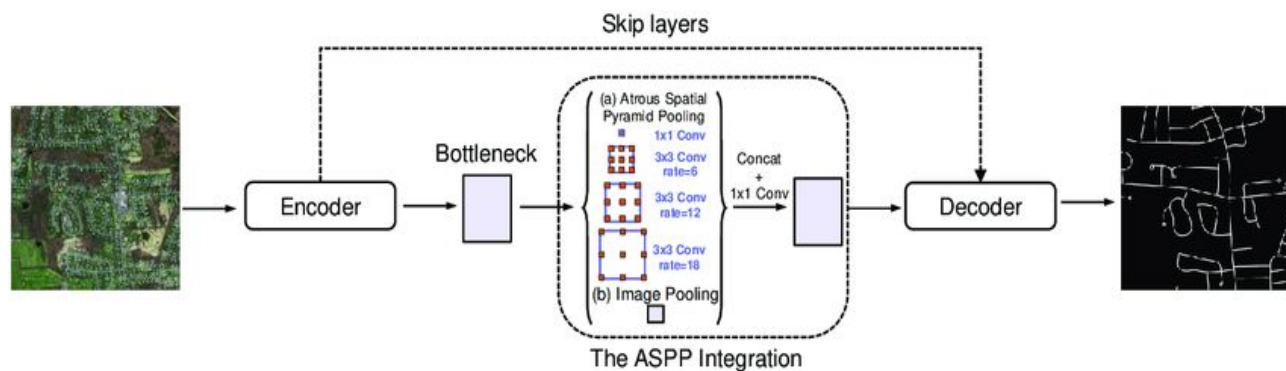 Skip layers
(a) Atrous Spatial
Pyramid Pooling
1x1 Conv
3x3 Conv
rate=6
3x3 Conv
rate=12
3x3 Conv
rate=18
(b) Image Pooling
Bottleneck
Encoder
Concat
+
1x1 Conv
Decoder
The ASPP Integration